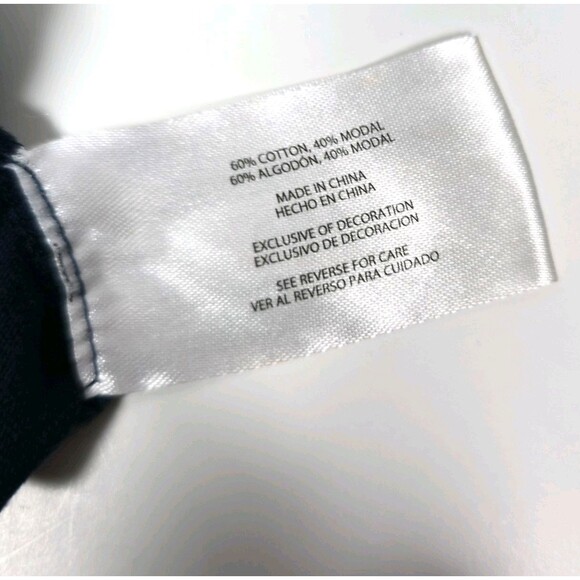 60% COTTON, 40% MODAL
60% ALGODÓN, 40% MODAL
MADE IN CHINA
HECHO EN CHINA
EXCLUSIVE OF DECORATION
EXCLUSIVO DE DECORACION
SEE REVERSE FOR CARE
VER AL REVERSO PARA CUIDADO